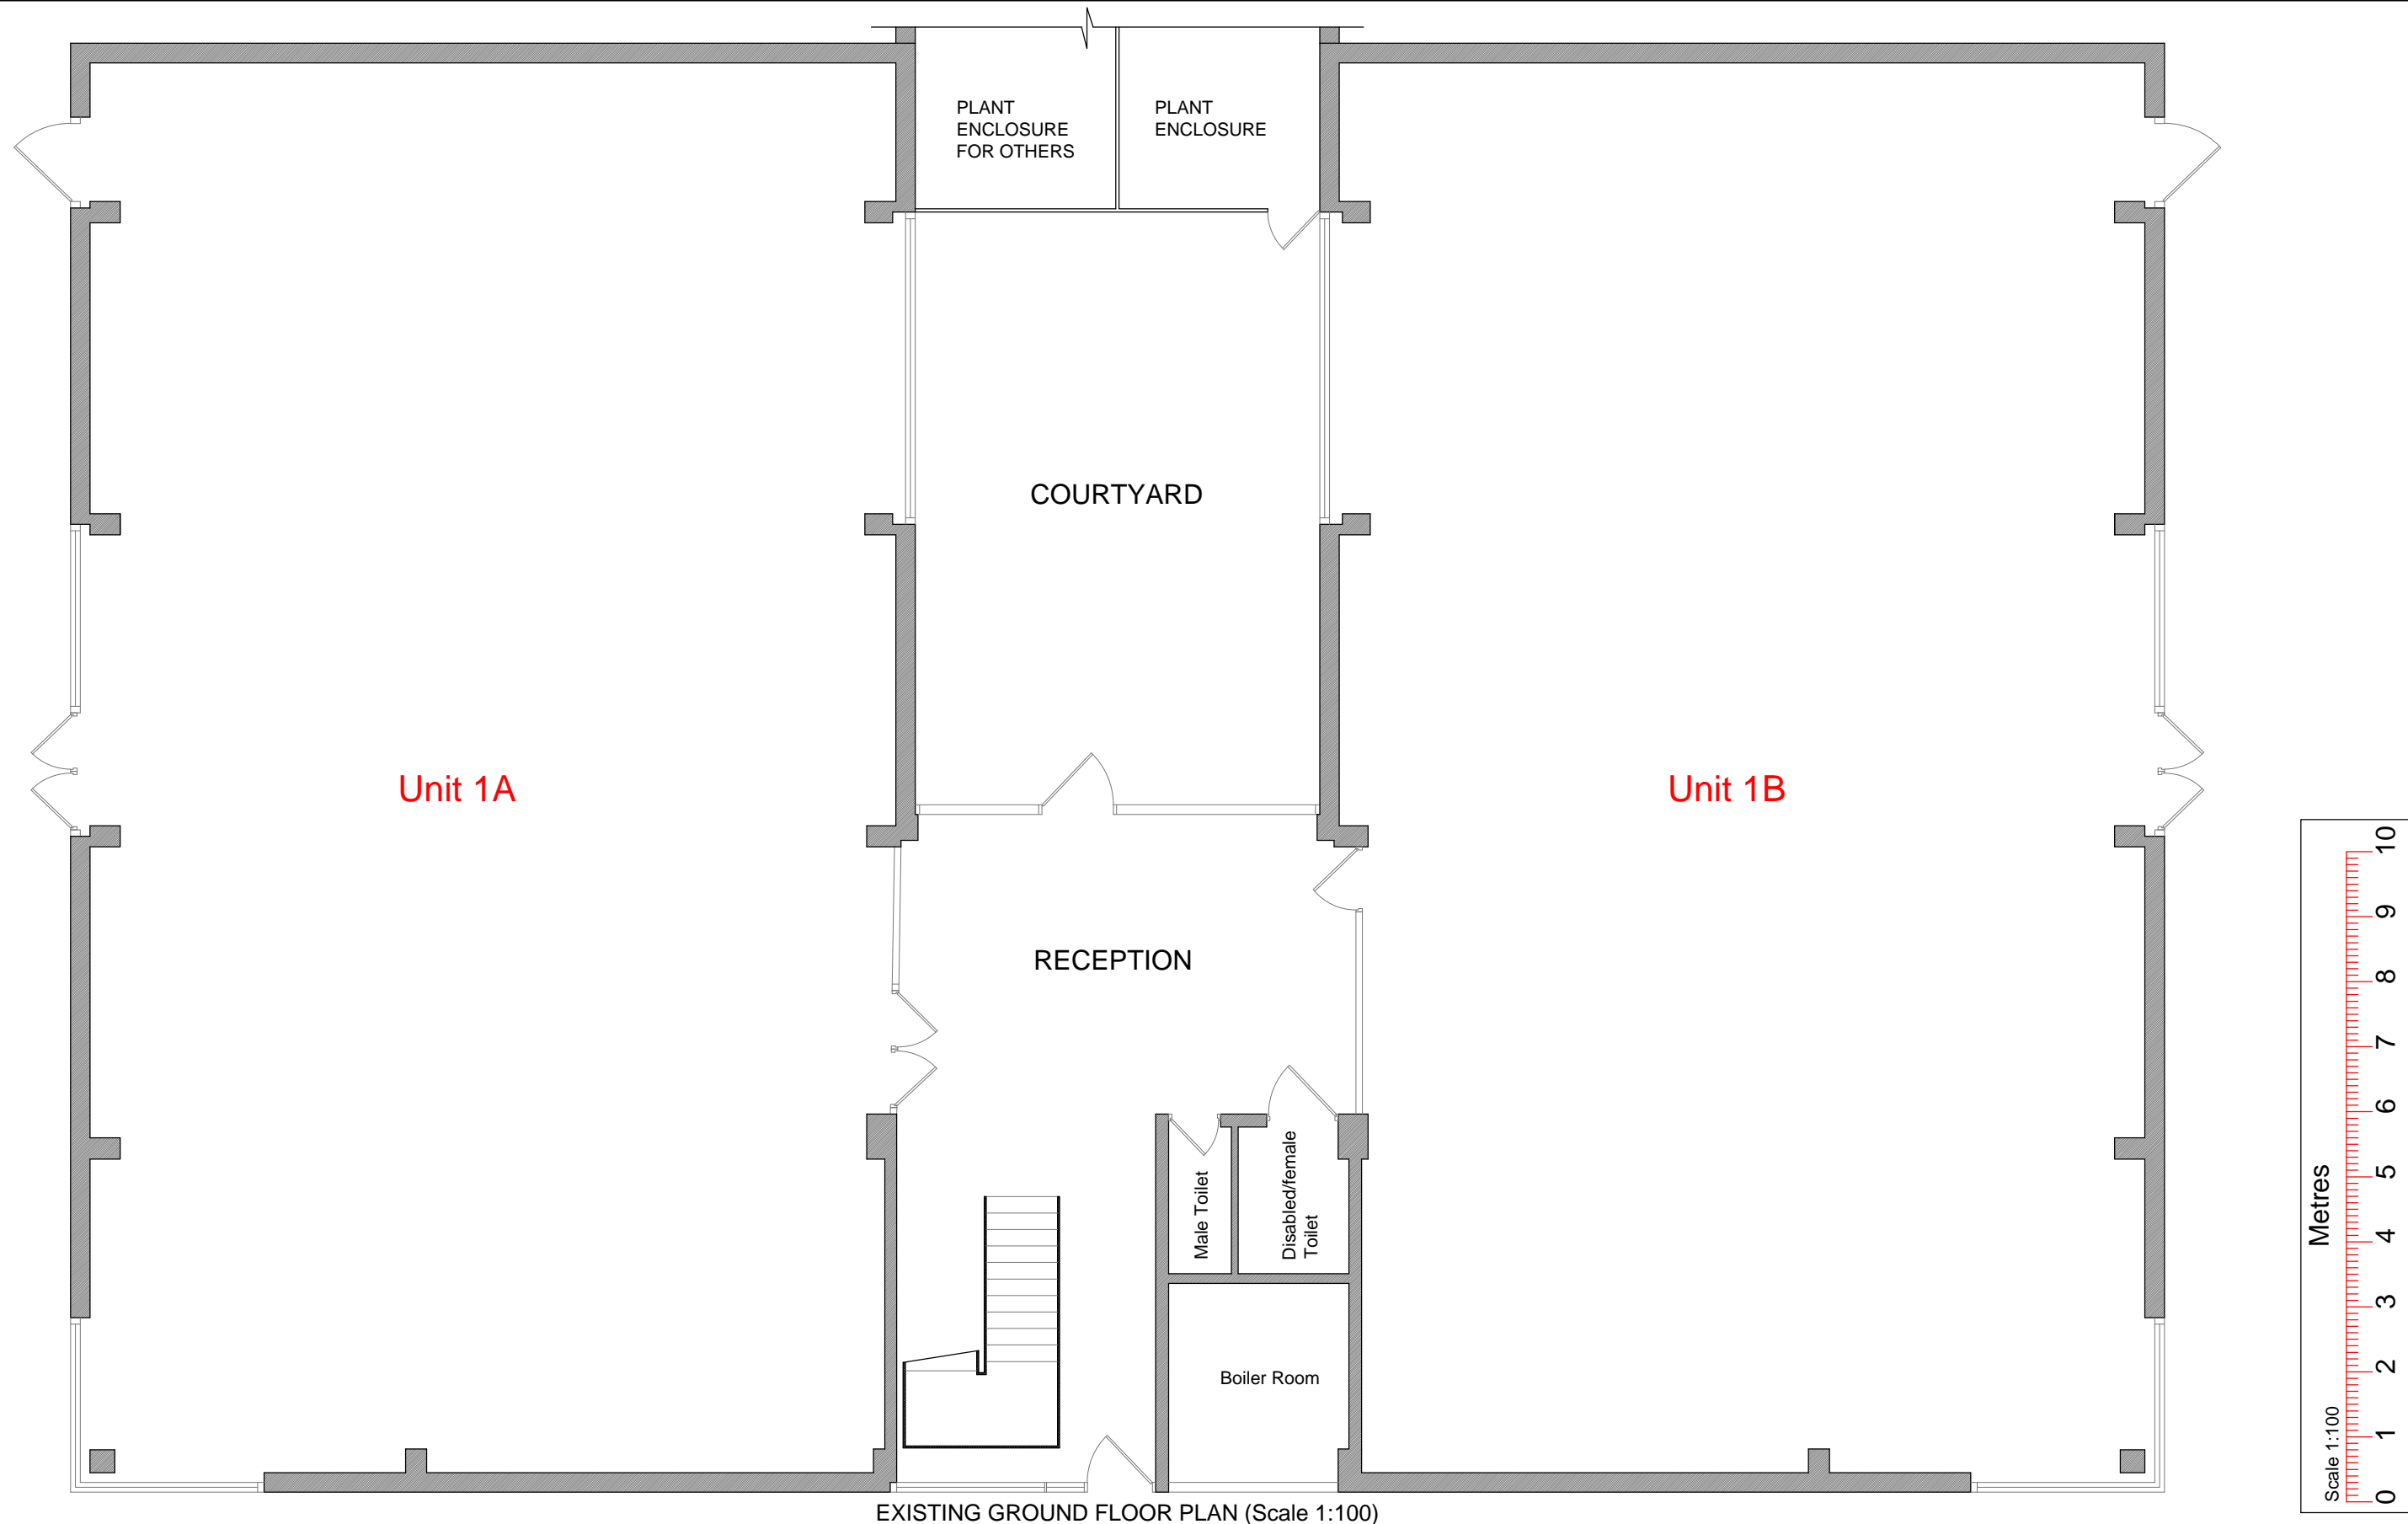 PLANT
ENCLOSURE
FOR OTHERS
PLANT
ENCLOSURE
COURTYARD
Unit 1A
Unit 1B
RECEPTION
Male Toilet
Disabled/female
Toilet
Boiler Room
EXISTING GROUND FLOOR PLAN (Scale 1:100)
Metres
Scale 1:100
0 1 2 3 4 5 6 7 8 9 10